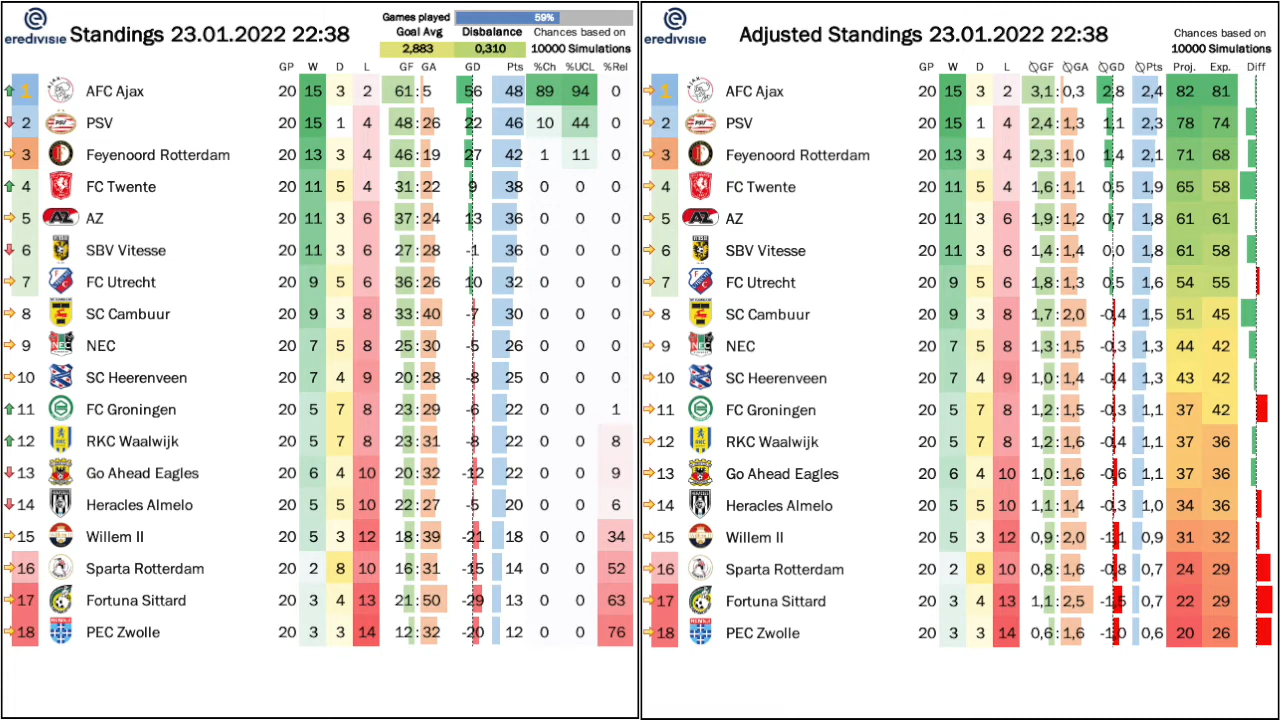 eredivisie Standings 23.01.2022 22:38
Games played 59%
Goal Avg Disbalance Chances based on
2,883 0,310 10000 Simulations
GP W D L GF GA GD Pts %Ch %UCL %Rel
1 AFC Ajax 20 15 3 2 61 : 5 56 48 89 94 0
2 PSV 20 15 1 4 48 : 26 22 46 10 44 0
3 Feyenoord Rotterdam 20 13 3 4 46 : 19 27 42 1 11 0
4 FC Twente 20 11 5 4 31 : 22 9 38 0 0 0
5 AZ 20 11 3 6 37 : 24 13 36 0 0 0
6 SBV Vitesse 20 11 3 6 27 : 28 -1 36 0 0 0
7 FC Utrecht 20 9 5 6 36 : 26 10 32 0 0 0
8 SC Cambuur 20 9 3 8 33 : 40 -7 30 0 0 0
9 NEC 20 7 5 8 25 : 30 -5 26 0 0 0
10 SC Heerenveen 20 7 4 9 20 : 28 -8 25 0 0 0
11 FC Groningen 20 5 7 8 23 : 29 -6 22 0 0 1
12 RKC Waalwijk 20 5 7 8 23 : 31 -8 22 0 0 8
13 Go Ahead Eagles 20 6 4 10 20 : 32 -12 22 0 0 9
14 Heracles Almelo 20 5 5 10 22 : 27 -5 20 0 0 6
15 Willem II 20 5 3 12 18 : 39 -21 18 0 0 34
16 Sparta Rotterdam 20 2 8 10 16 : 31 -15 14 0 0 52
17 Fortuna Sittard 20 3 4 13 21 : 50 -29 13 0 0 63
18 PEC Zwolle 20 3 3 14 12 : 32 -20 12 0 0 76
eredivisie Adjusted Standings 23.01.2022 22:38
Chances based on
10000 Simulations
GP W D L ∅GF ∅GA ∅GD ∅Pts Proj. Exp. Diff
1 AFC Ajax 20 15 3 2 3,1 : 0,3 2,8 2,4 82 81
2 PSV 20 15 1 4 2,4 : 1,3 1,1 2,3 78 74
3 Feyenoord Rotterdam 20 13 3 4 2,3 : 1,0 1,4 2,1 71 68
4 FC Twente 20 11 5 4 1,6 : 1,1 0,5 1,9 65 58
5 AZ 20 11 3 6 1,9 : 1,2 0,7 1,8 61 61
6 SBV Vitesse 20 11 3 6 1,4 : 1,4 0,0 1,8 61 58
7 FC Utrecht 20 9 5 6 1,8 : 1,3 0,5 1,6 54 55
8 SC Cambuur 20 9 3 8 1,7 : 2,0 -0,4 1,5 51 45
9 NEC 20 7 5 8 1,3 : 1,5 -0,3 1,3 44 42
10 SC Heerenveen 20 7 4 9 1,0 : 1,4 -0,4 1,3 43 42
11 FC Groningen 20 5 7 8 1,2 : 1,5 -0,3 1,1 37 42
12 RKC Waalwijk 20 5 7 8 1,2 : 1,6 -0,4 1,1 37 36
13 Go Ahead Eagles 20 6 4 10 1,0 : 1,6 -0,6 1,1 37 36
14 Heracles Almelo 20 5 5 10 1,1 : 1,4 -0,3 1,0 34 36
15 Willem II 20 5 3 12 0,9 : 2,0 -1,1 0,9 31 32
16 Sparta Rotterdam 20 2 8 10 0,8 : 1,6 -0,8 0,7 24 29
17 Fortuna Sittard 20 3 4 13 1,1 : 2,5 -1,5 0,7 22 29
18 PEC Zwolle 20 3 3 14 0,6 : 1,6 -1,0 0,6 20 26